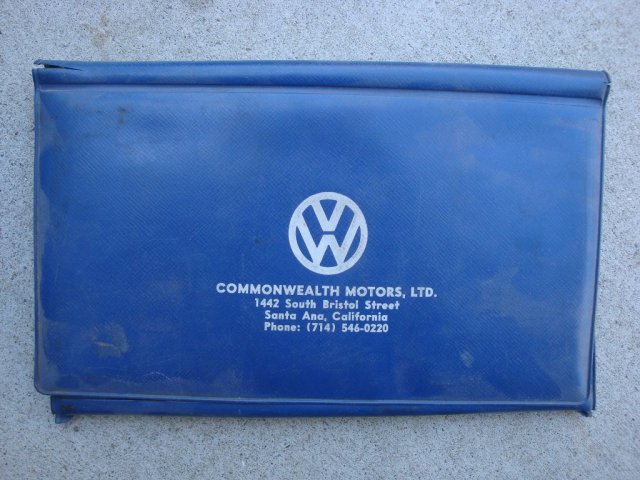 VW
COMMONWEALTH MOTORS, LTD.
1442 South Bristol Street
Santa Ana, California
Phone: (714) 546-0220